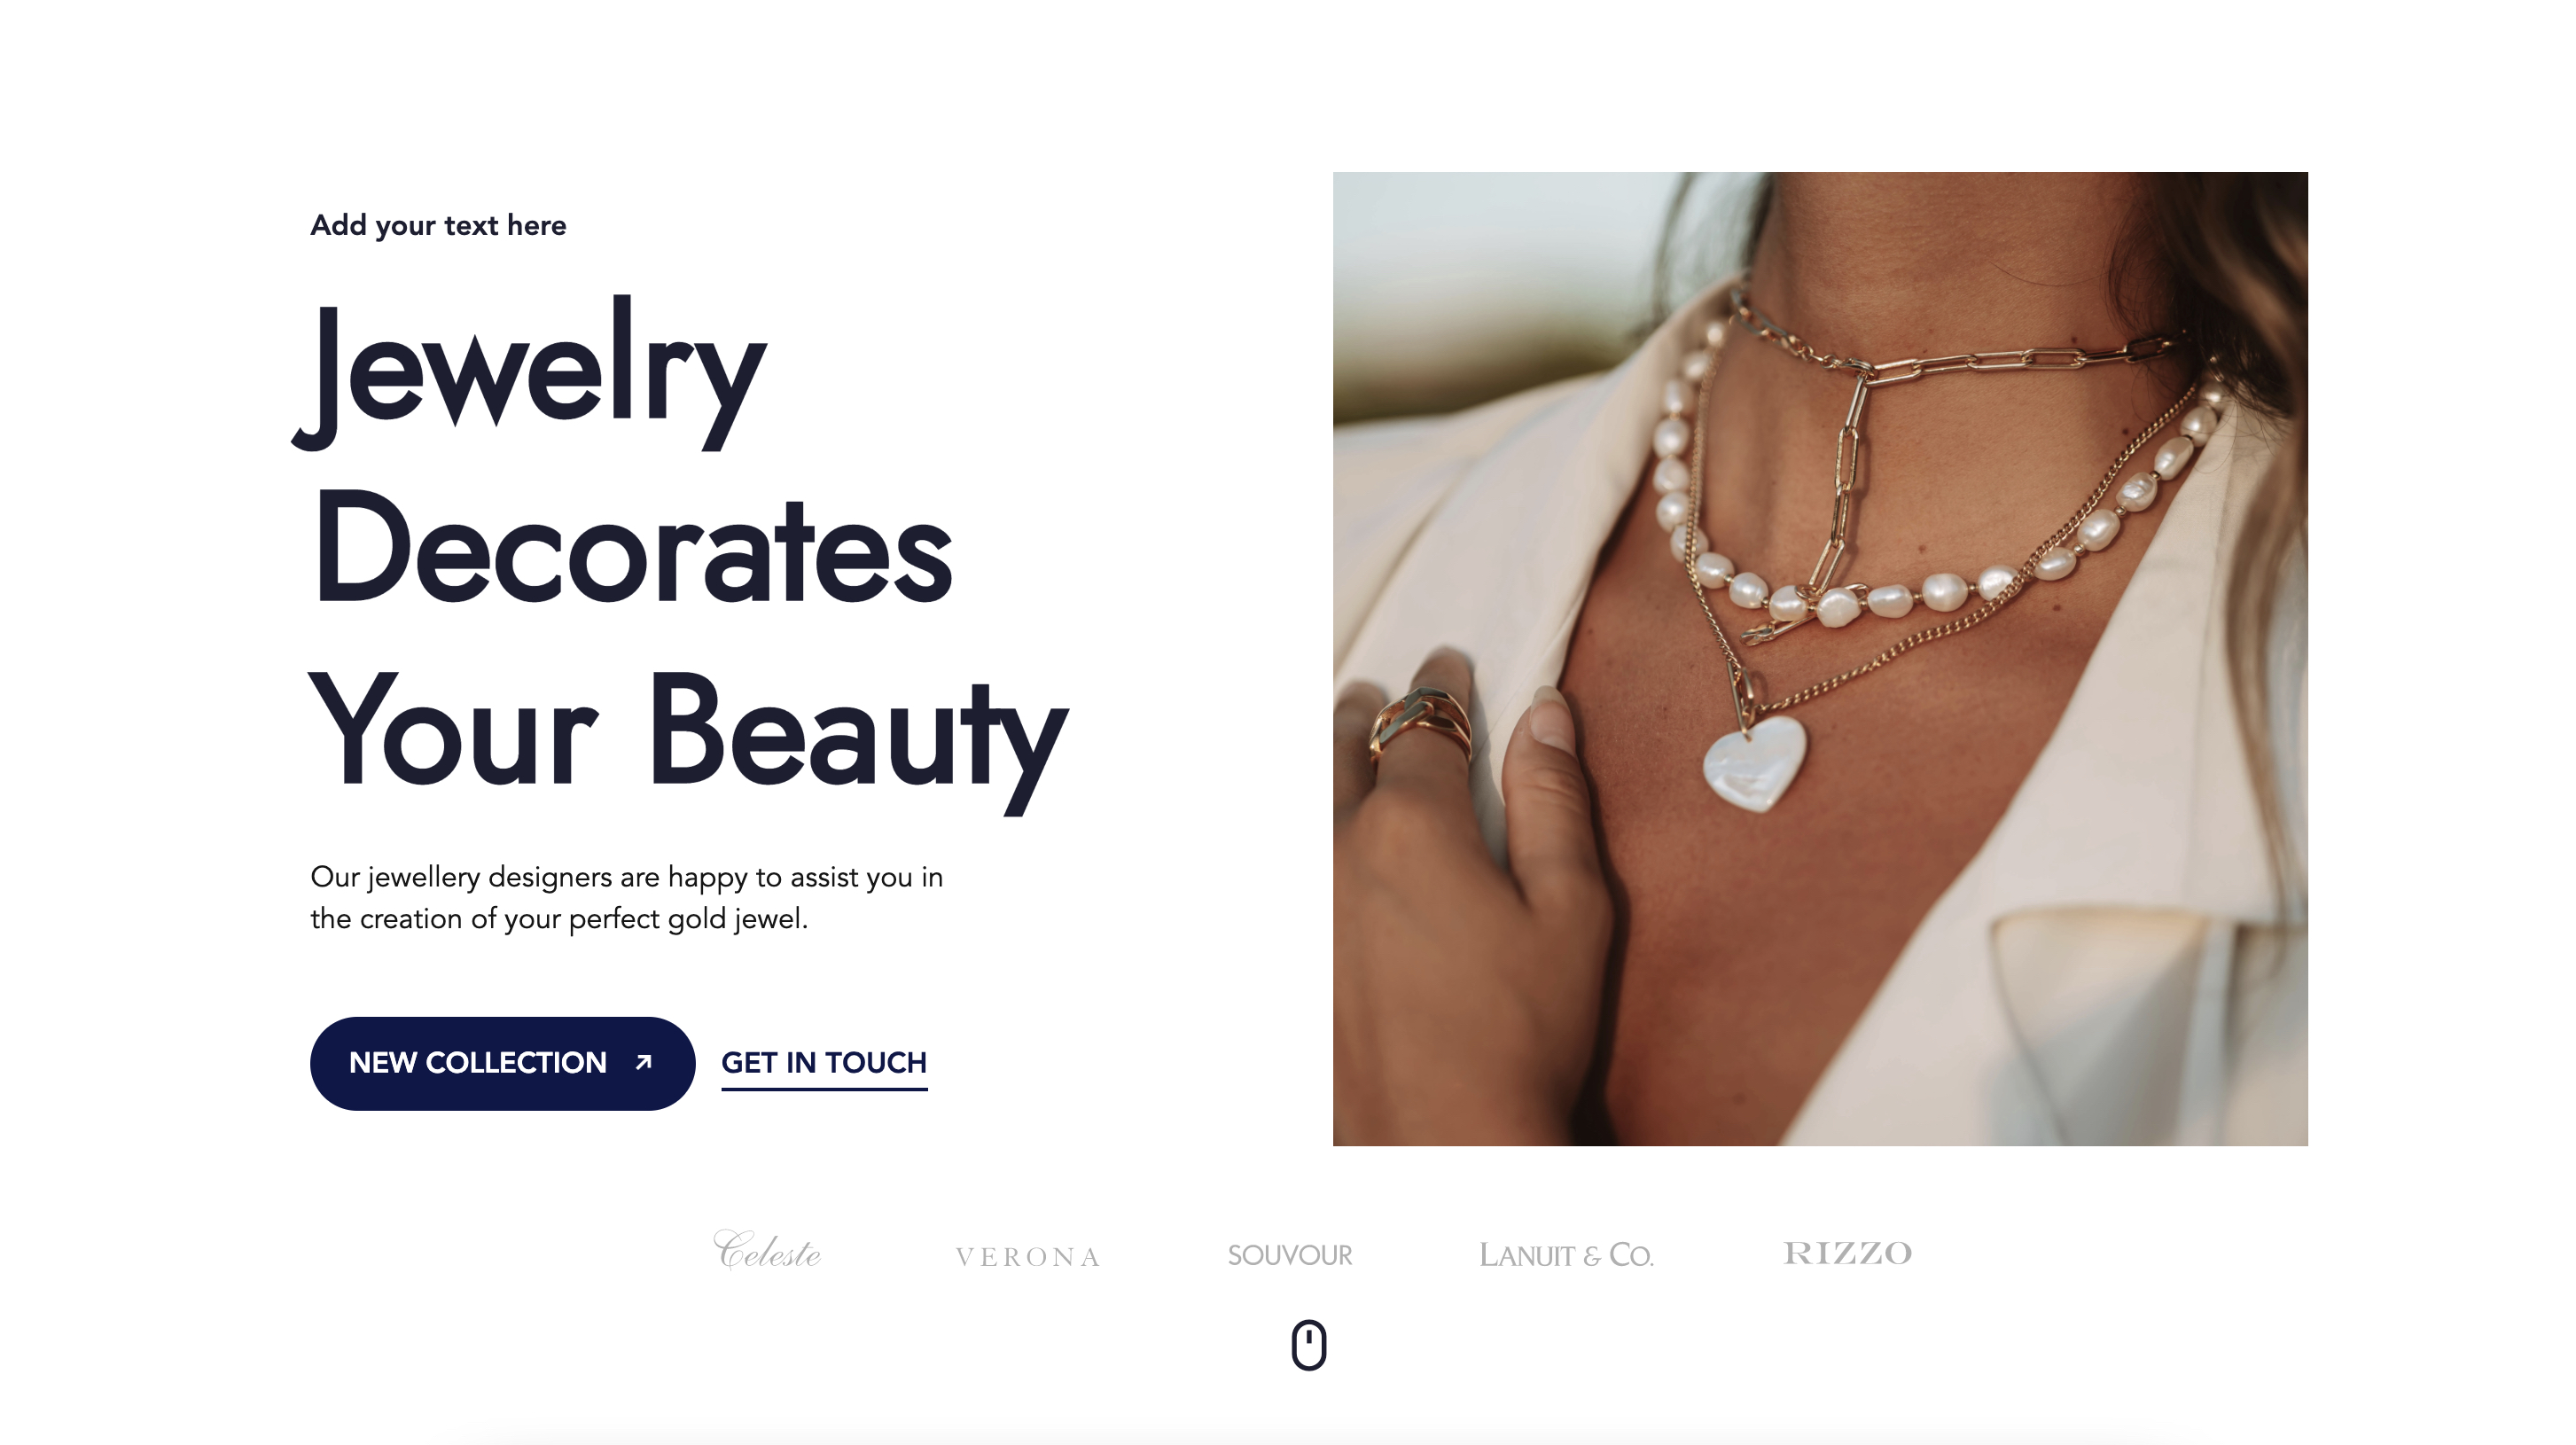 Add your text here
Jewelry
Decorates
Your Beauty
Our jewellery designers are happy to assist you in
the creation of your perfect gold jewel.
NEW COLLECTION
GET IN TOUCH
Celeste
VERONA
SOUVOUR
LANUIT & CO.
RIZZO